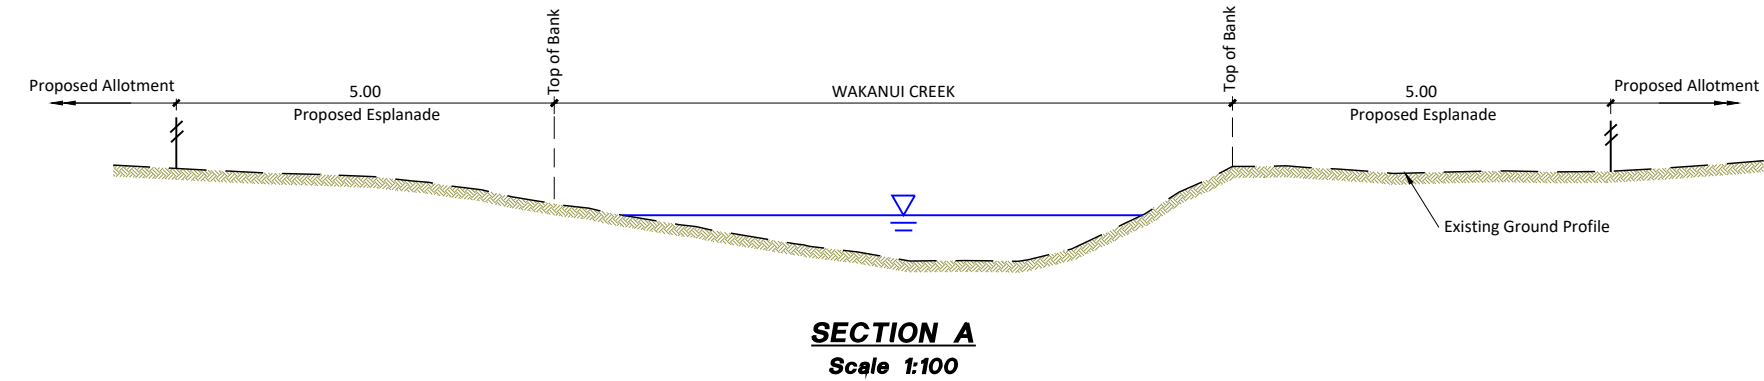 Top of Bank
Top of Bank
Proposed Allotment
5.00
WAKANUI CREEK
5.00
Proposed Allotment
Proposed Esplanade
Proposed Esplanade
Existing Ground Profile
SECTION A
Scale 1:100